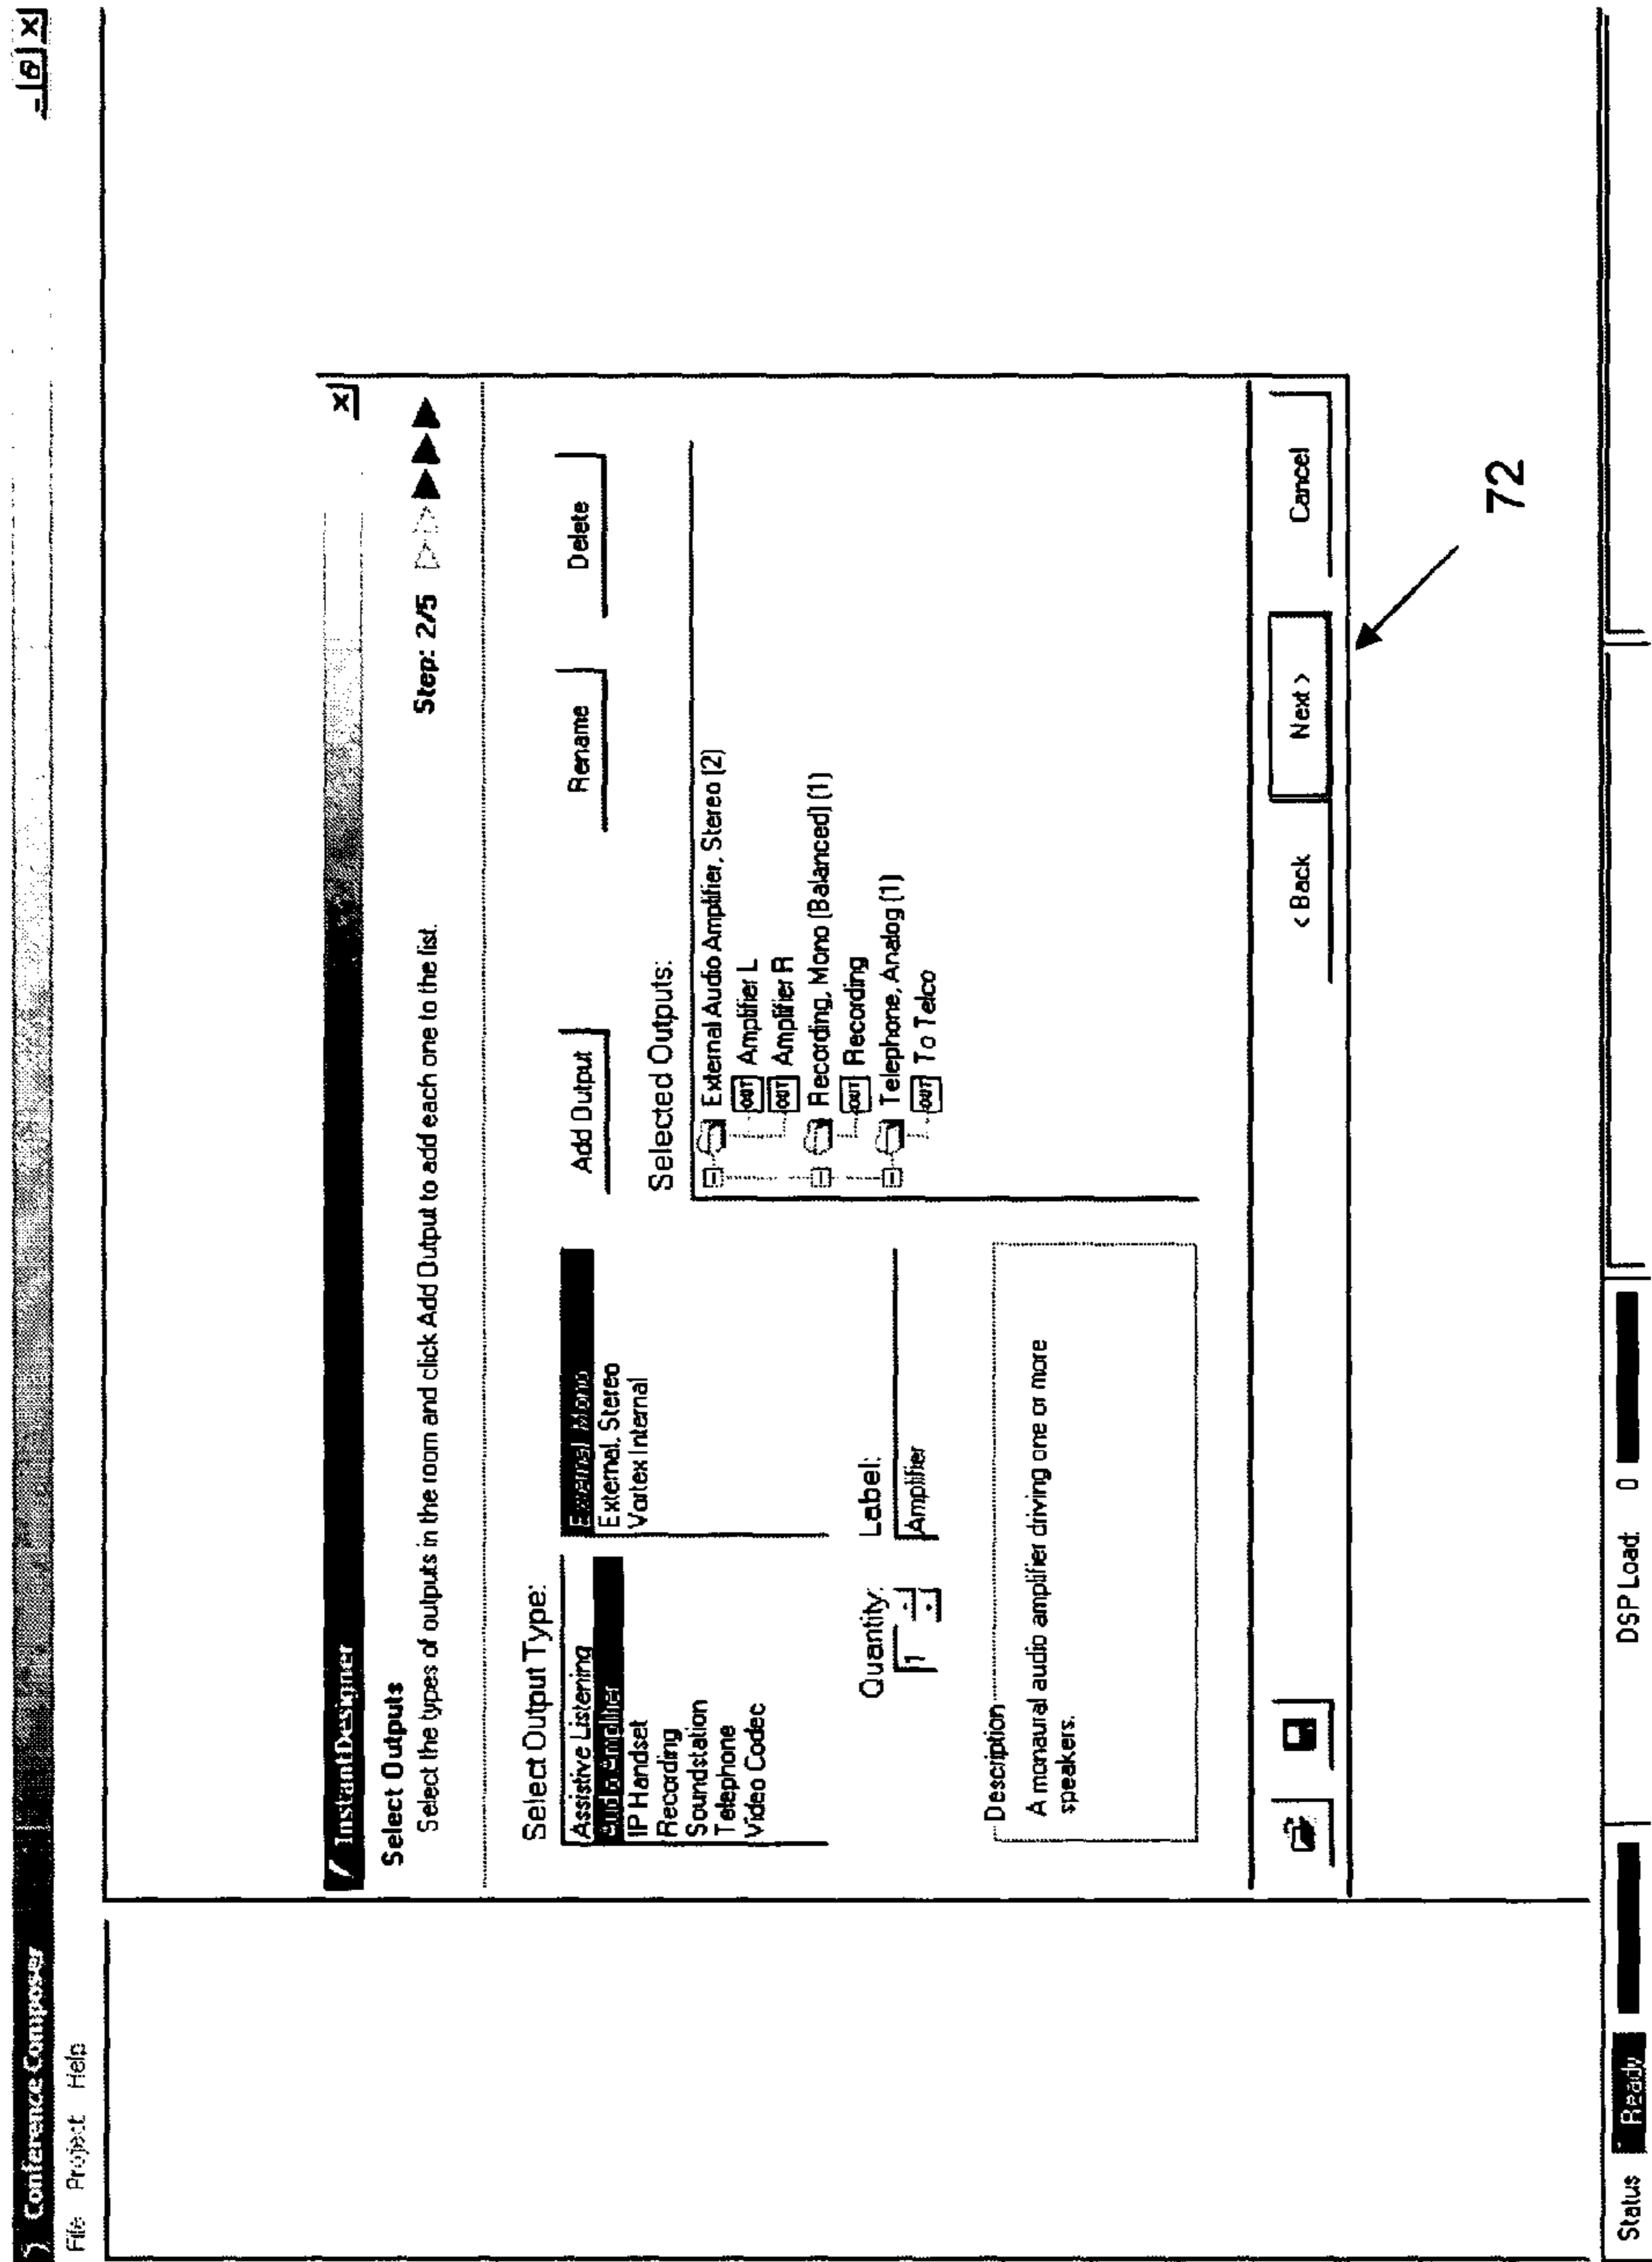 Conference Composer
File Project Help
InstantDesigner
Select Outputs
Select the types of outputs in the room and click Add Output to add each one to the list.
Step: 2/5
Select Output Type:
Assistive Listening
Audio Amplifier
IP Handset
Recording
Soundstation
Telephone
Video Codec
External, Mono
External, Stereo
Vortex Internal
Quantity:
1
Label:
Amplifier
Description
A monaural audio amplifier driving one or more
speakers.
Add Output
Rename
Delete
Selected Outputs:
External Audio Amplifier, Stereo (2)
OUT Amplifier L
OUT Amplifier R
Recording, Mono (Balanced) (1)
OUT Recording
Telephone, Analog (1)
OUT To Telco
< Back
Next >
Cancel
72
Status Ready
DSP Load: 0